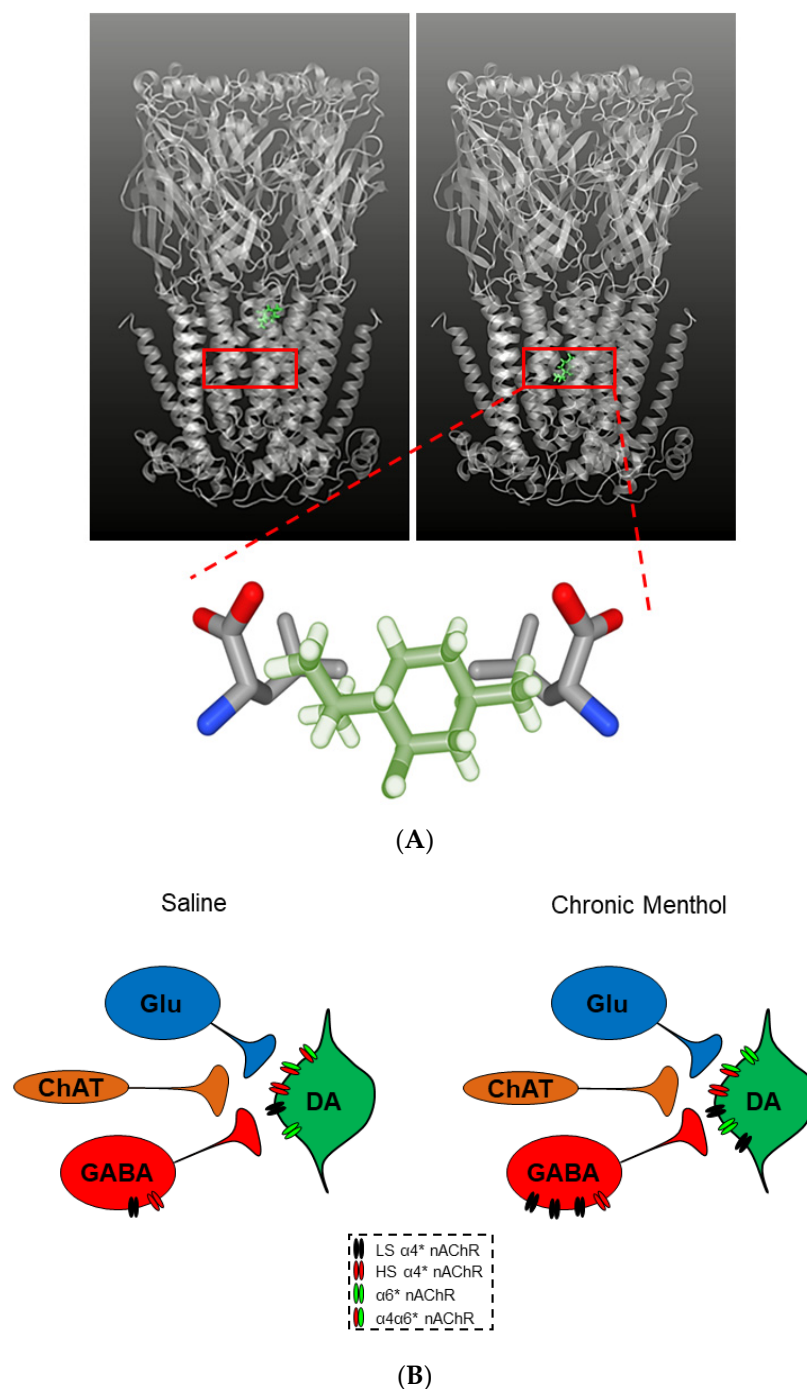 (A)
Saline
Chronic Menthol
Glu
ChAT
DA
GABA
Glu
ChAT
DA
GABA
LS α4* nAChR
HS α4* nAChR
α6* nAChR
α4α6* nAChR
(B)